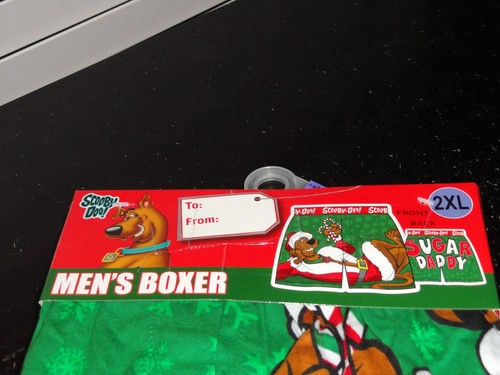 SCOOBY
DOO!
To:
From:
MEN'S BOXER
SCOOBY-DOO!
FRONT
BACK
2XL
SUGAR
DADDY